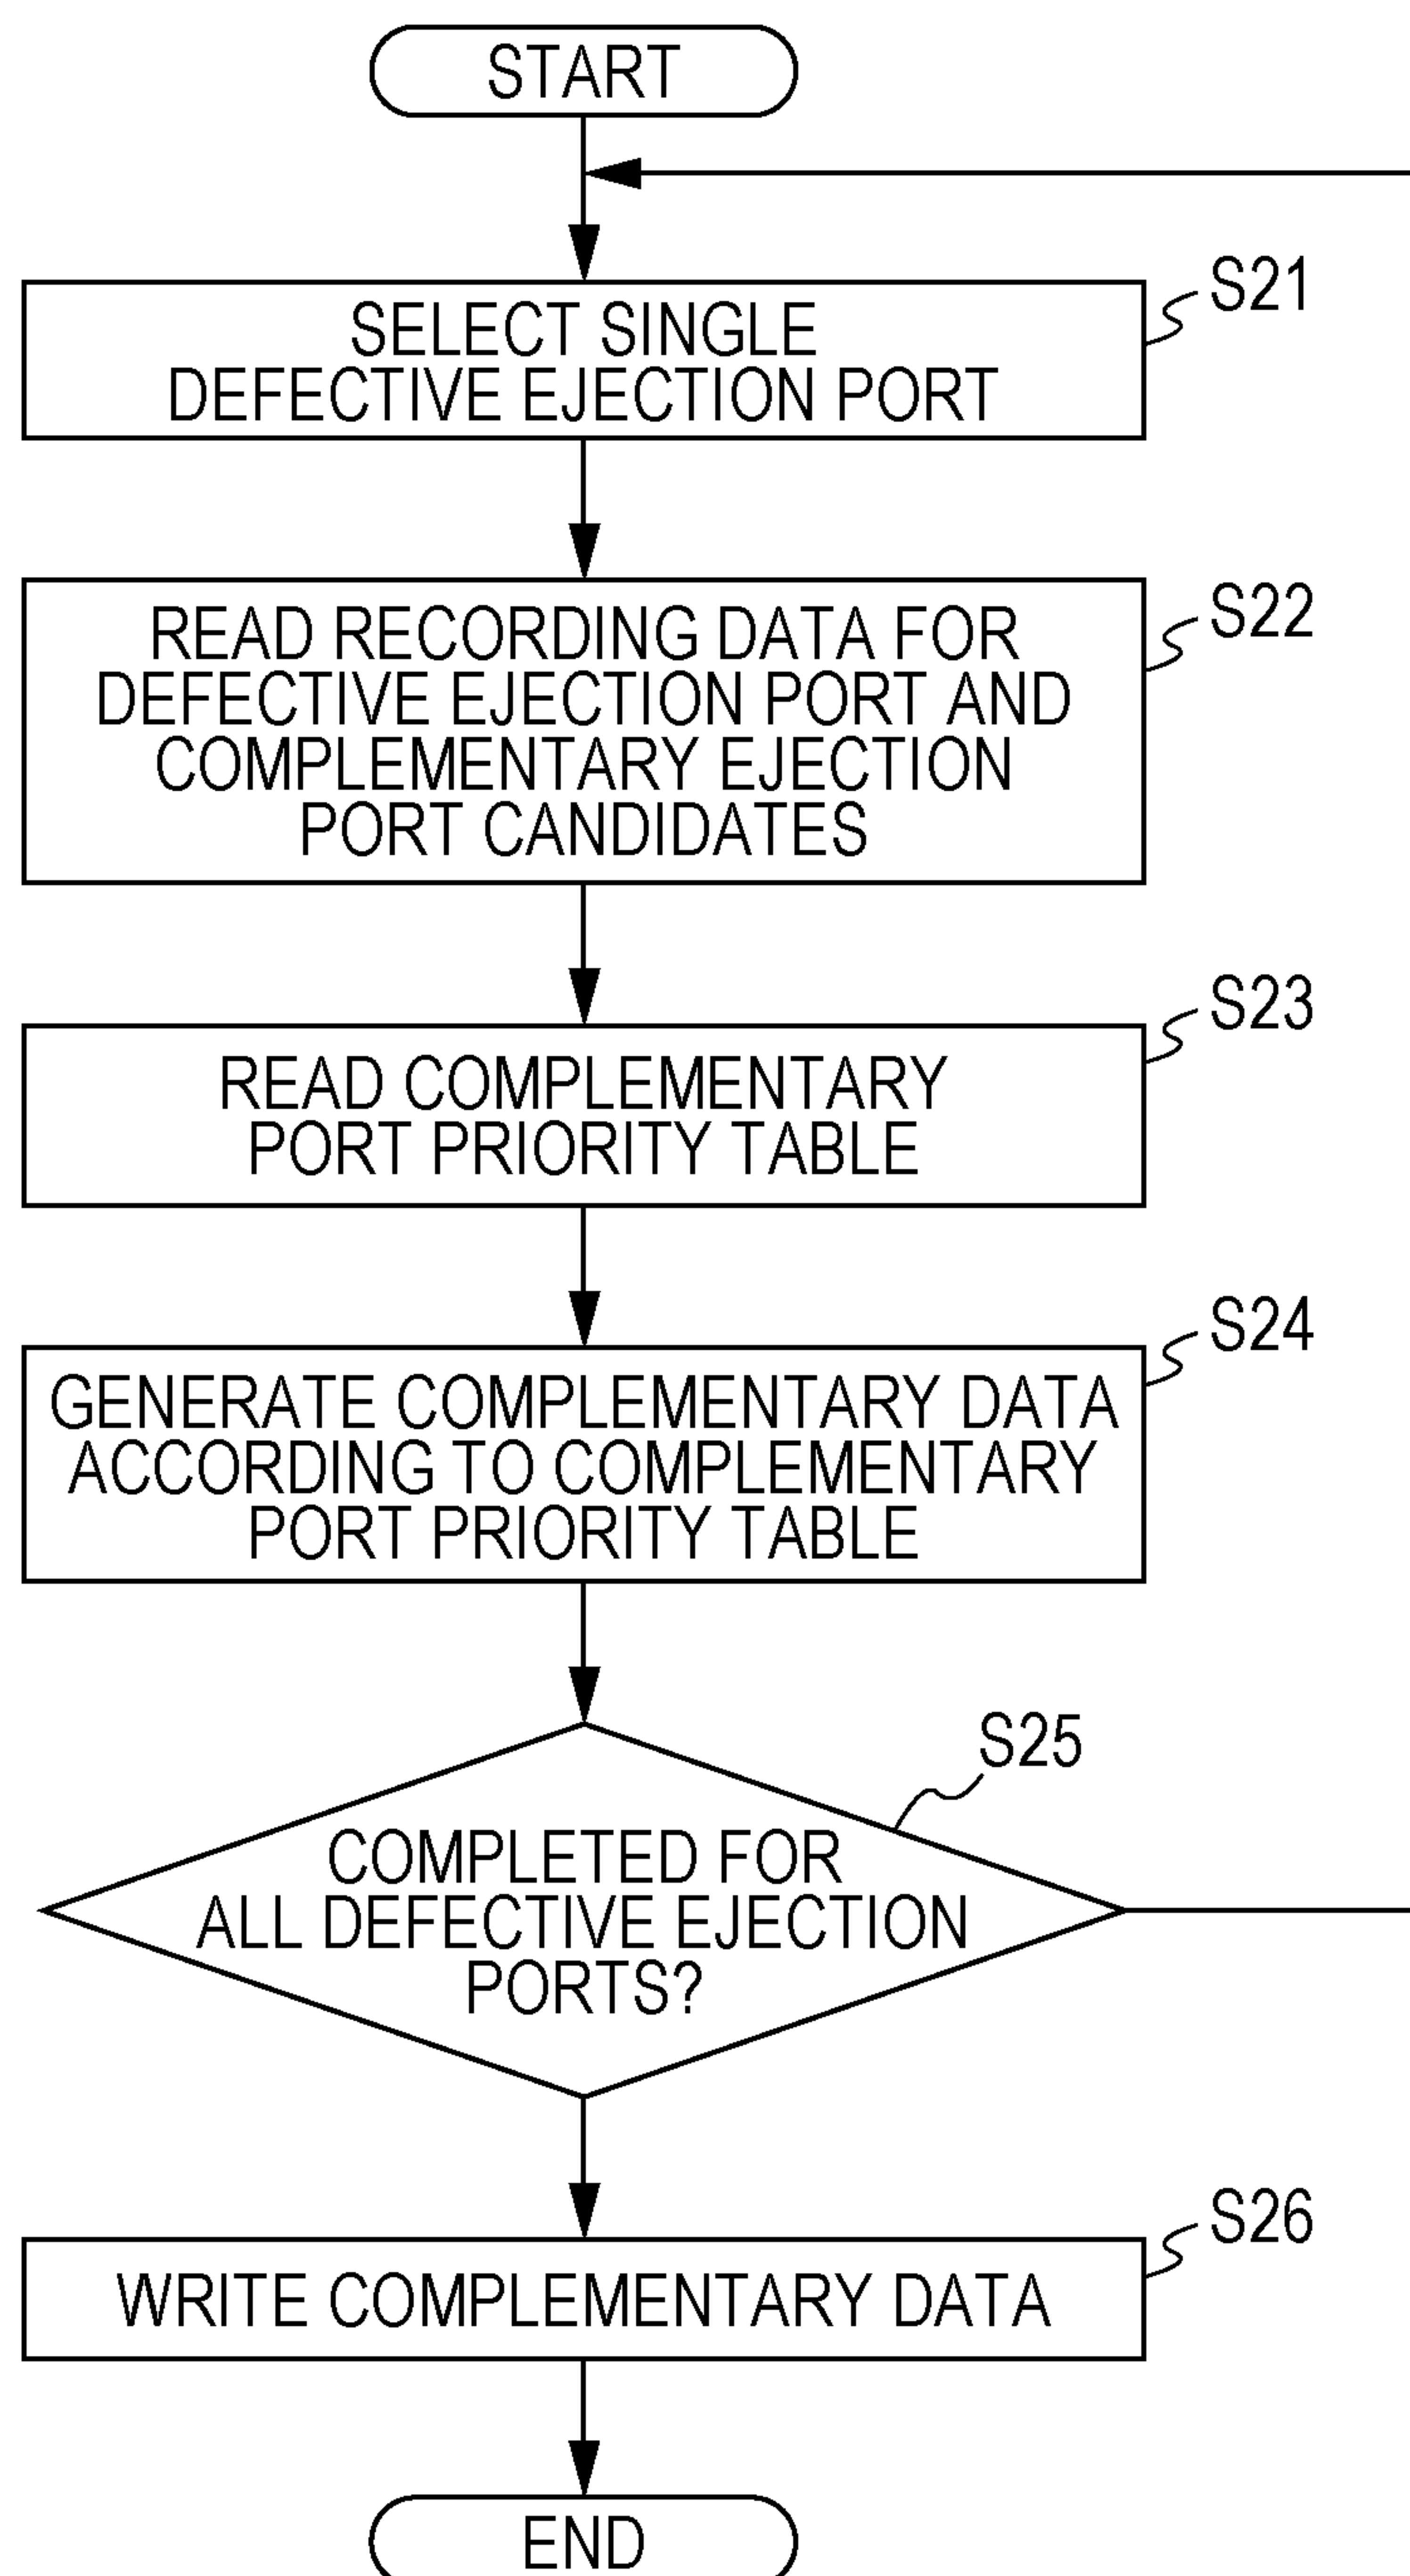 START
S21
SELECT SINGLE
DEFECTIVE EJECTION PORT
S22
READ RECORDING DATA FOR
DEFECTIVE EJECTION PORT AND
COMPLEMENTARY EJECTION
PORT CANDIDATES
S23
READ COMPLEMENTARY
PORT PRIORITY TABLE
S24
GENERATE COMPLEMENTARY DATA
ACCORDING TO COMPLEMENTARY
PORT PRIORITY TABLE
S25
COMPLETED FOR
ALL DEFECTIVE EJECTION
PORTS?
S26
WRITE COMPLEMENTARY DATA
END